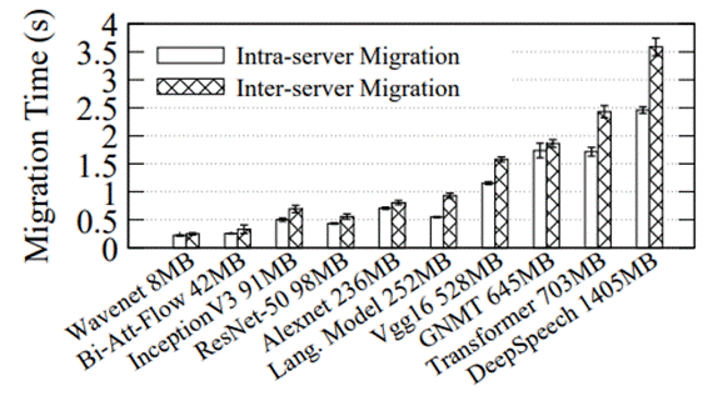 Migration Time (s)
4
3.5
3
2.5
2
1.5
1
0.5
0
Intra-server Migration
Inter-server Migration
Wavenet 8MB
Bi-Att-Flow 42MB
InceptionV3 91MB
ResNet-50 98MB
Alexnet 236MB
Lang. Model 252MB
Vgg16 528MB
GNMT 645MB
Transformer 703MB
DeepSpeech 1405MB